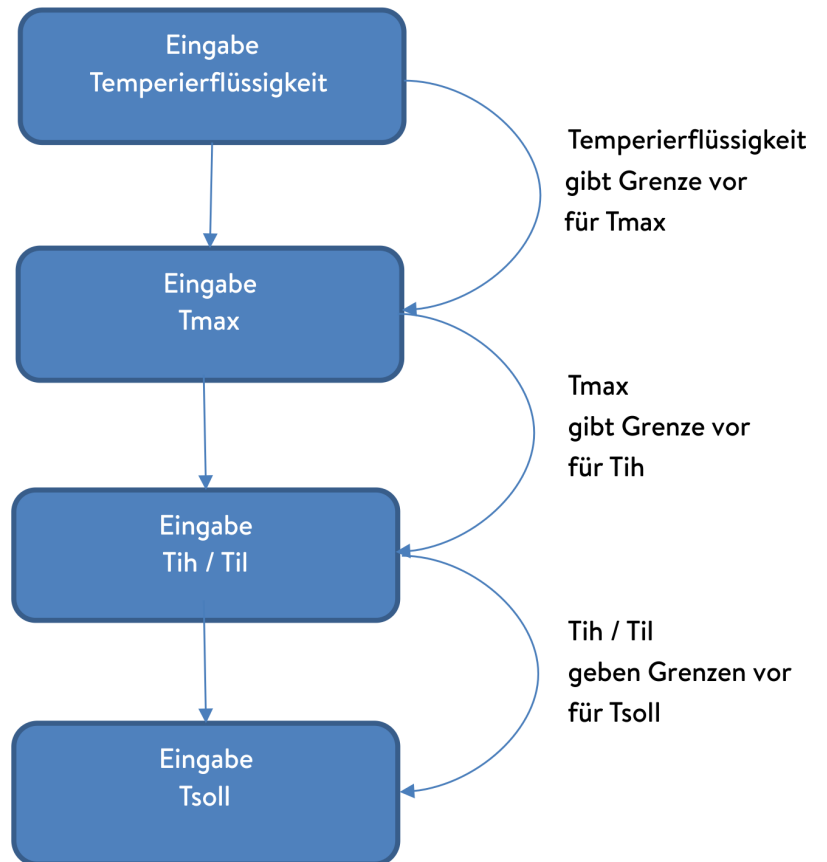 Eingabe
Temperierflüssigkeit
Temperierflüssigkeit
gibt Grenze vor
für Tmax
Eingabe
Tmax
Tmax
gibt Grenze vor
für Tih
Eingabe
Tih / Til
Tih / Til
geben Grenzen vor
für Tsoll
Eingabe
Tsoll